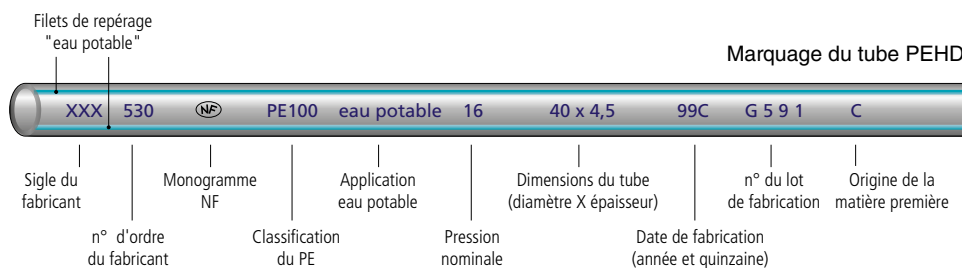 Filets de repérage
"eau potable"
Marquage du tube PEHD
XXX 530 NF PE100 eau potable 16 40 x 4,5 99C G 5 9 1 C
Sigle du
fabricant
Monogramme
NF
Application
eau potable
Dimensions du tube
(diamètre X épaisseur)
n° du lot
de fabrication
Origine de la
matière première
n° d'ordre
du fabricant
Classification
du PE
Pression
nominale
Date de fabrication
(année et quinzaine)